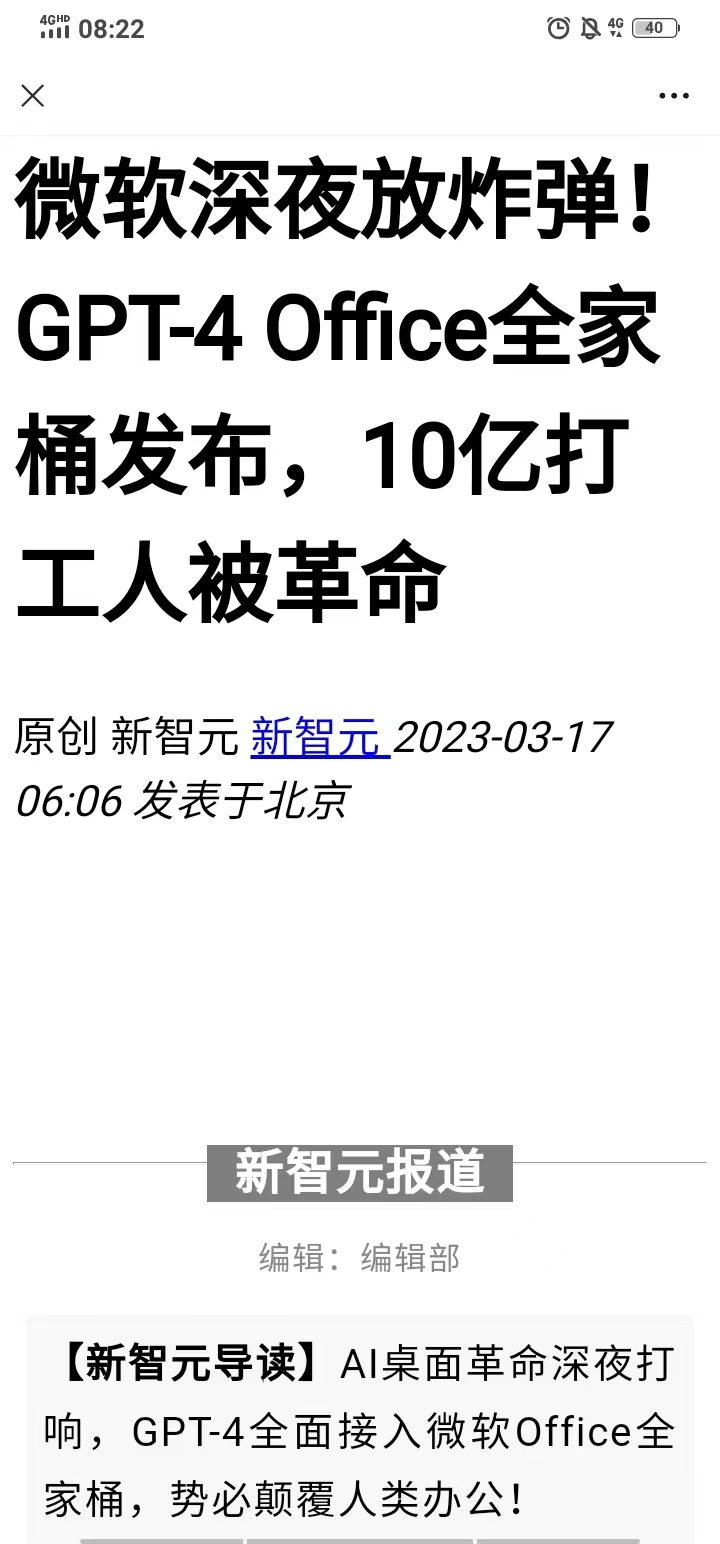 4GHD 08:22 4G 40
微软深夜放炸弹！
GPT-4 Office全家
桶发布，10亿打
工人被革命
原创 新智元 新智元 2023-03-17
06:06 发表于北京
新智元报道
编辑：编辑部
【新智元导读】AI桌面革命深夜打
响，GPT-4全面接入微软Office全
家桶，势必颠覆人类办公！